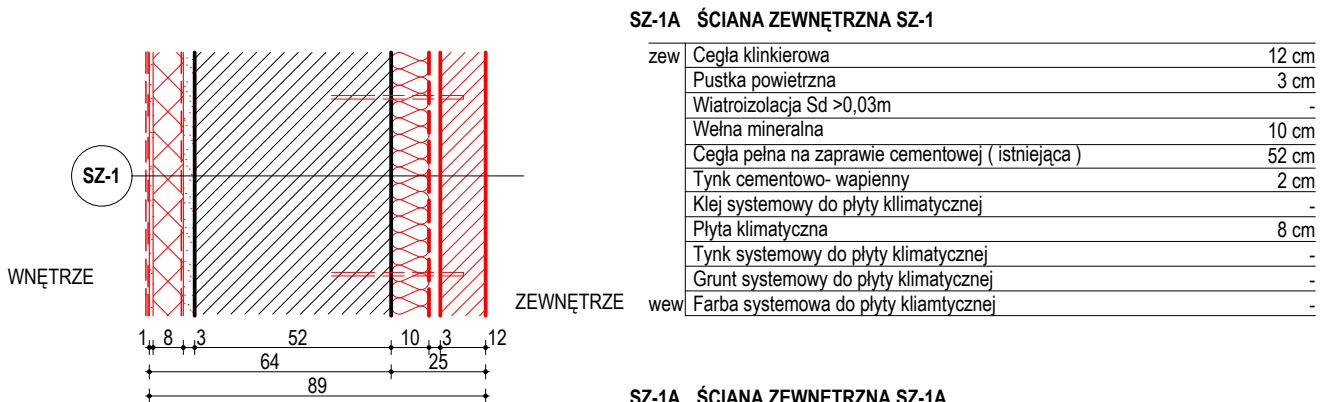 SZ-1A ŚCIANA ZEWNĘTRZNA SZ-1
zew Cegła klinkierowa 12 cm
Pustka powietrzna 3 cm
Wiatroizolacja Sd >0,03m -
Wełna mineralna 10 cm
Cegła pełna na zaprawie cementowej ( istniejąca ) 52 cm
Tynk cementowo- wapienny 2 cm
Klej systemowy do płyty kllimatycznej -
Płyta klimatyczna 8 cm
Tynk systemowy do płyty klimatycznej -
Grunt systemowy do płyty klimatycznej -
wew Farba systemowa do płyty kliamtycznej -
SZ-1
WNĘTRZE
ZEWNĘTRZE
1 8 3 52 10 3 12
64 25
89
SZ-1A ŚCIANA ZEWNĘTRZNA SZ-1A